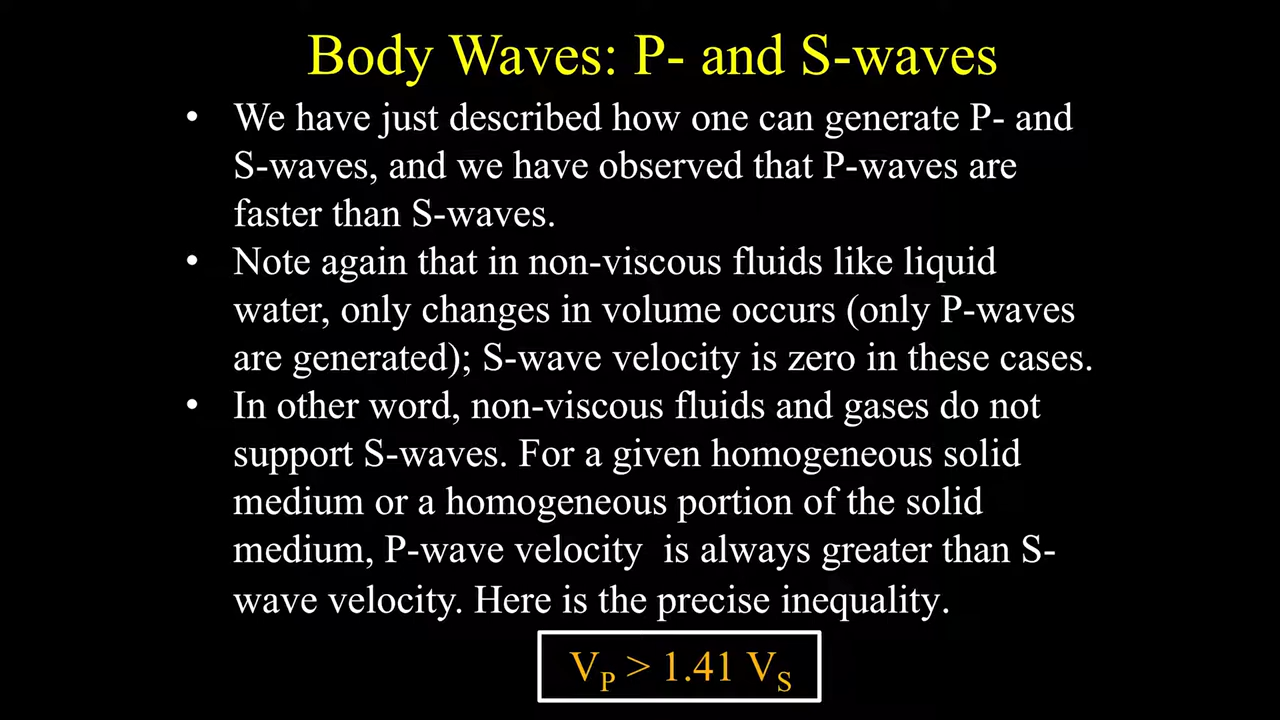 Body Waves: P- and S-waves
• We have just described how one can generate P- and
S-waves, and we have observed that P-waves are
faster than S-waves.
• Note again that in non-viscous fluids like liquid
water, only changes in volume occurs (only P-waves
are generated); S-wave velocity is zero in these cases.
• In other word, non-viscous fluids and gases do not
support S-waves. For a given homogeneous solid
medium or a homogeneous portion of the solid
medium, P-wave velocity  is always greater than S-
wave velocity. Here is the precise inequality.
V_P > 1.41 V_S